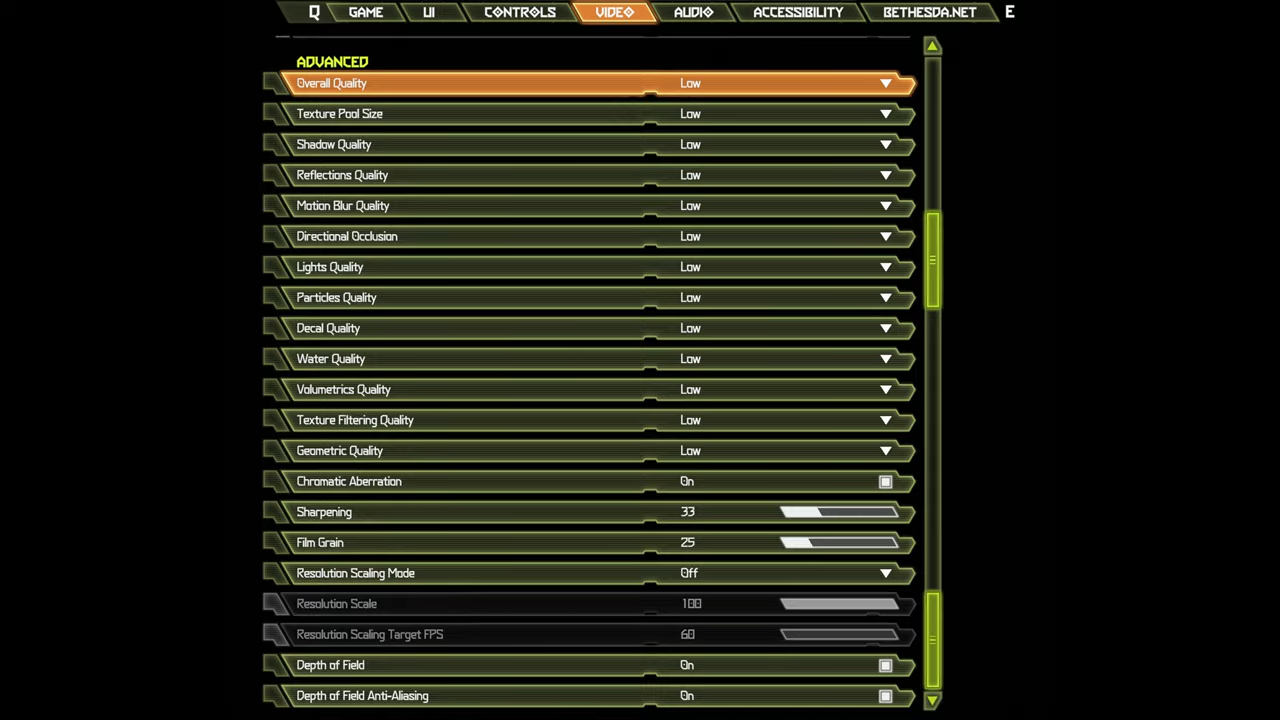 Q GAME UI CONTROLS VIDEO AUDIO ACCESSIBILITY BETHESDA.NET E
ADVANCED
Overall Quality Low
Texture Pool Size Low
Shadow Quality Low
Reflections Quality Low
Motion Blur Quality Low
Directional Occlusion Low
Lights Quality Low
Particles Quality Low
Decal Quality Low
Water Quality Low
Volumetrics Quality Low
Texture Filtering Quality Low
Geometric Quality Low
Chromatic Aberration On
Sharpening 33
Film Grain 25
Resolution Scaling Mode Off
Resolution Scale 100
Resolution Scaling Target FPS 60
Depth of Field On
Depth of Field Anti-Aliasing On